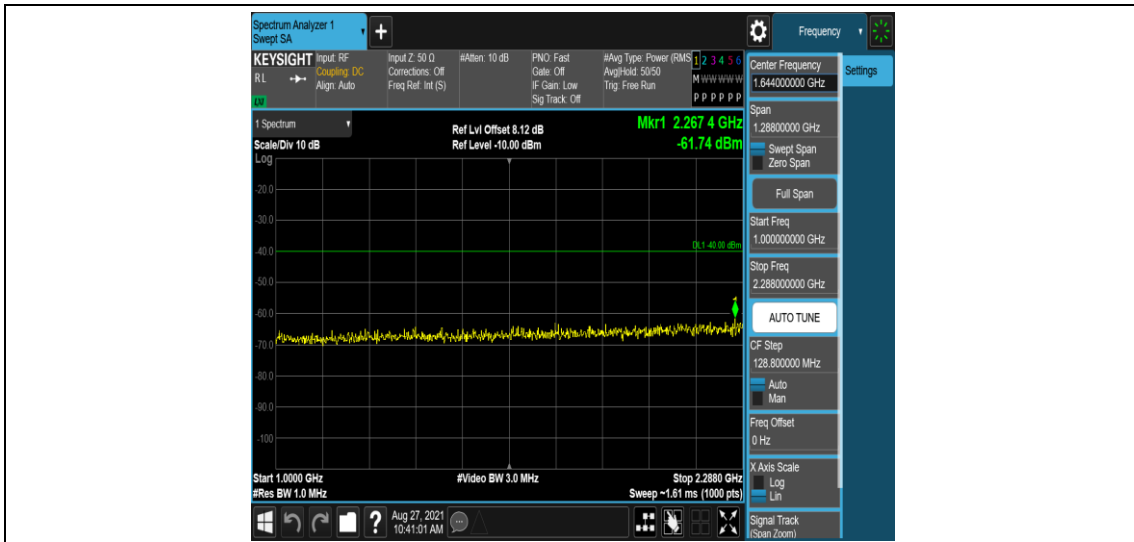 Spectrum Analyzer 1
Swept SA
+
Frequency
KEYSIGHT
RL
LXI
Input: RF
Coupling: DC
Align: Auto
Input Z: 50 Ω
Corrections: Off
Freq Ref: Int (S)
#Atten: 10 dB
PNO: Fast
Gate: Off
IF Gain: Low
Sig Track: Off
#Avg Type: Power (RMS
Avg|Hold: 50/50
Trig: Free Run
1 2 3 4 5 6
M W W W W W
P P P P P P
1 Spectrum
Scale/Div 10 dB
Log
Ref Lvl Offset 8.12 dB
Ref Level -10.00 dBm
Mkr1 2.267 4 GHz
-61.74 dBm
-20.0
-30.0
-40.0
-50.0
-60.0
-70.0
-80.0
-90.0
-100
DL1 -40.00 dBm
1
Start 1.0000 GHz
#Res BW 1.0 MHz
#Video BW 3.0 MHz
Stop 2.2880 GHz
Sweep ~1.61 ms (1000 pts)
?
Aug 27, 2021
10:41:01 AM
Center Frequency
1.644000000 GHz
Settings
Span
1.28800000 GHz
Swept Span
Zero Span
Full Span
Start Freq
1.000000000 GHz
Stop Freq
2.288000000 GHz
AUTO TUNE
CF Step
128.800000 MHz
Auto
Man
Freq Offset
0 Hz
X Axis Scale
Log
Lin
Signal Track
(Span Zoom)